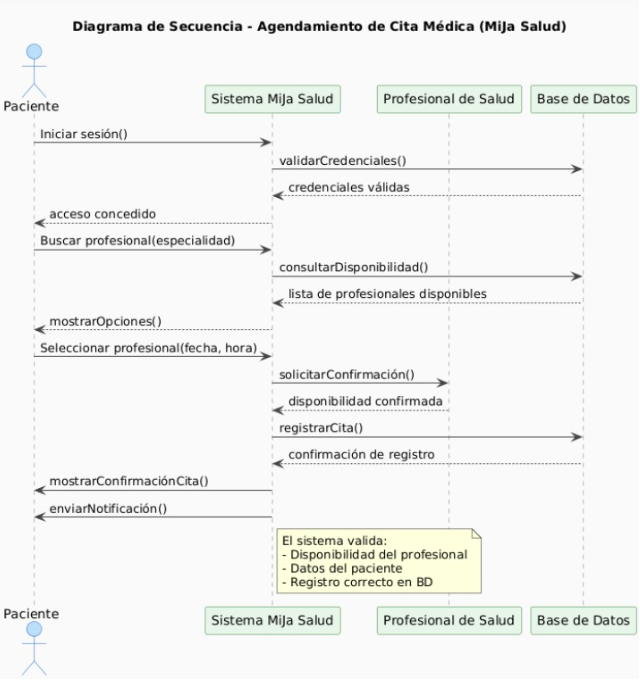 Diagrama de Secuencia - Agendamiento de Cita Médica (MiJa Salud)
Paciente
Sistema MiJa Salud
Profesional de Salud
Base de Datos
Iniciar sesión()
validarCredenciales()
credenciales válidas
acceso concedido
Buscar profesional(especialidad)
consultarDisponibilidad()
lista de profesionales disponibles
mostrarOpciones()
Seleccionar profesional(fecha, hora)
solicitarConfirmación()
disponibilidad confirmada
registrarCita()
confirmación de registro
mostrarConfirmaciónCita()
enviarNotificación()
El sistema valida:
- Disponibilidad del profesional
- Datos del paciente
- Registro correcto en BD
Paciente
Sistema MiJa Salud
Profesional de Salud
Base de Datos